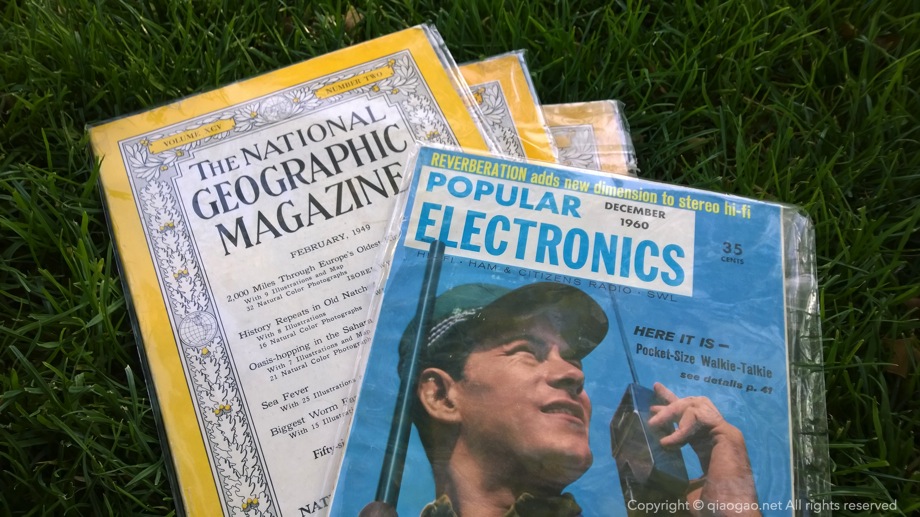 VOLUME XCV
NUMBER TWO
THE NATIONAL
GEOGRAPHIC
MAGAZINE
FEBRUARY, 1949
2,000 Miles Through Europe's Oldest
With 9 Illustrations and Map
32 Natural Color Photographs
History Repeats in Old Natch
With 8 Illustrations
16 Natural Color Photographs
Oasis-hopping in the Sahara
With 7 Illustrations and
21 Natural Color
Sea Fever
With 25 Illustrations
Biggest Worm
With 15
REVERBERATION adds new dimension to stereo hi-fi
POPULAR
DECEMBER
1960
ELECTRONICS
35
CENTS
HI-FI · HAM & CITIZENS RADIO · SWL
HERE IT IS –
Pocket-Size Walkie-Talkie
see details p. 41
Copyright © qiaogao.net All rights reserved